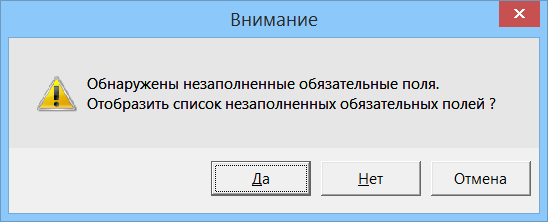 Внимание
Обнаружены незаполненные обязательные поля.
Отобразить список незаполненных обязательных полей ?
Да
Нет
Отмена